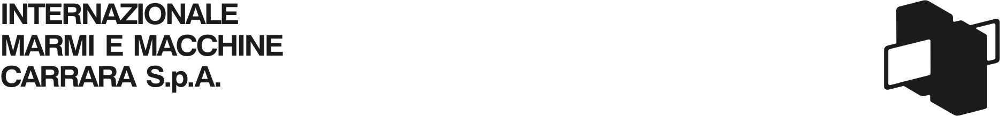 INTERNAZIONALE
MARMI E MACCHINE
CARRARA S.p.A.